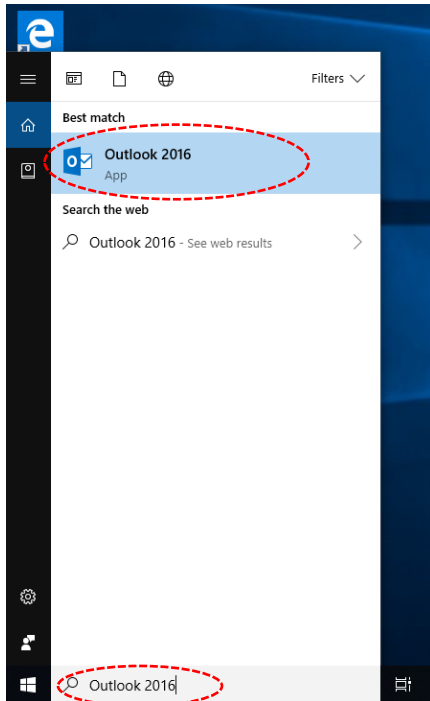 Filters
Best match
Outlook 2016
App
Search the web
Outlook 2016 - See web results
Outlook 2016